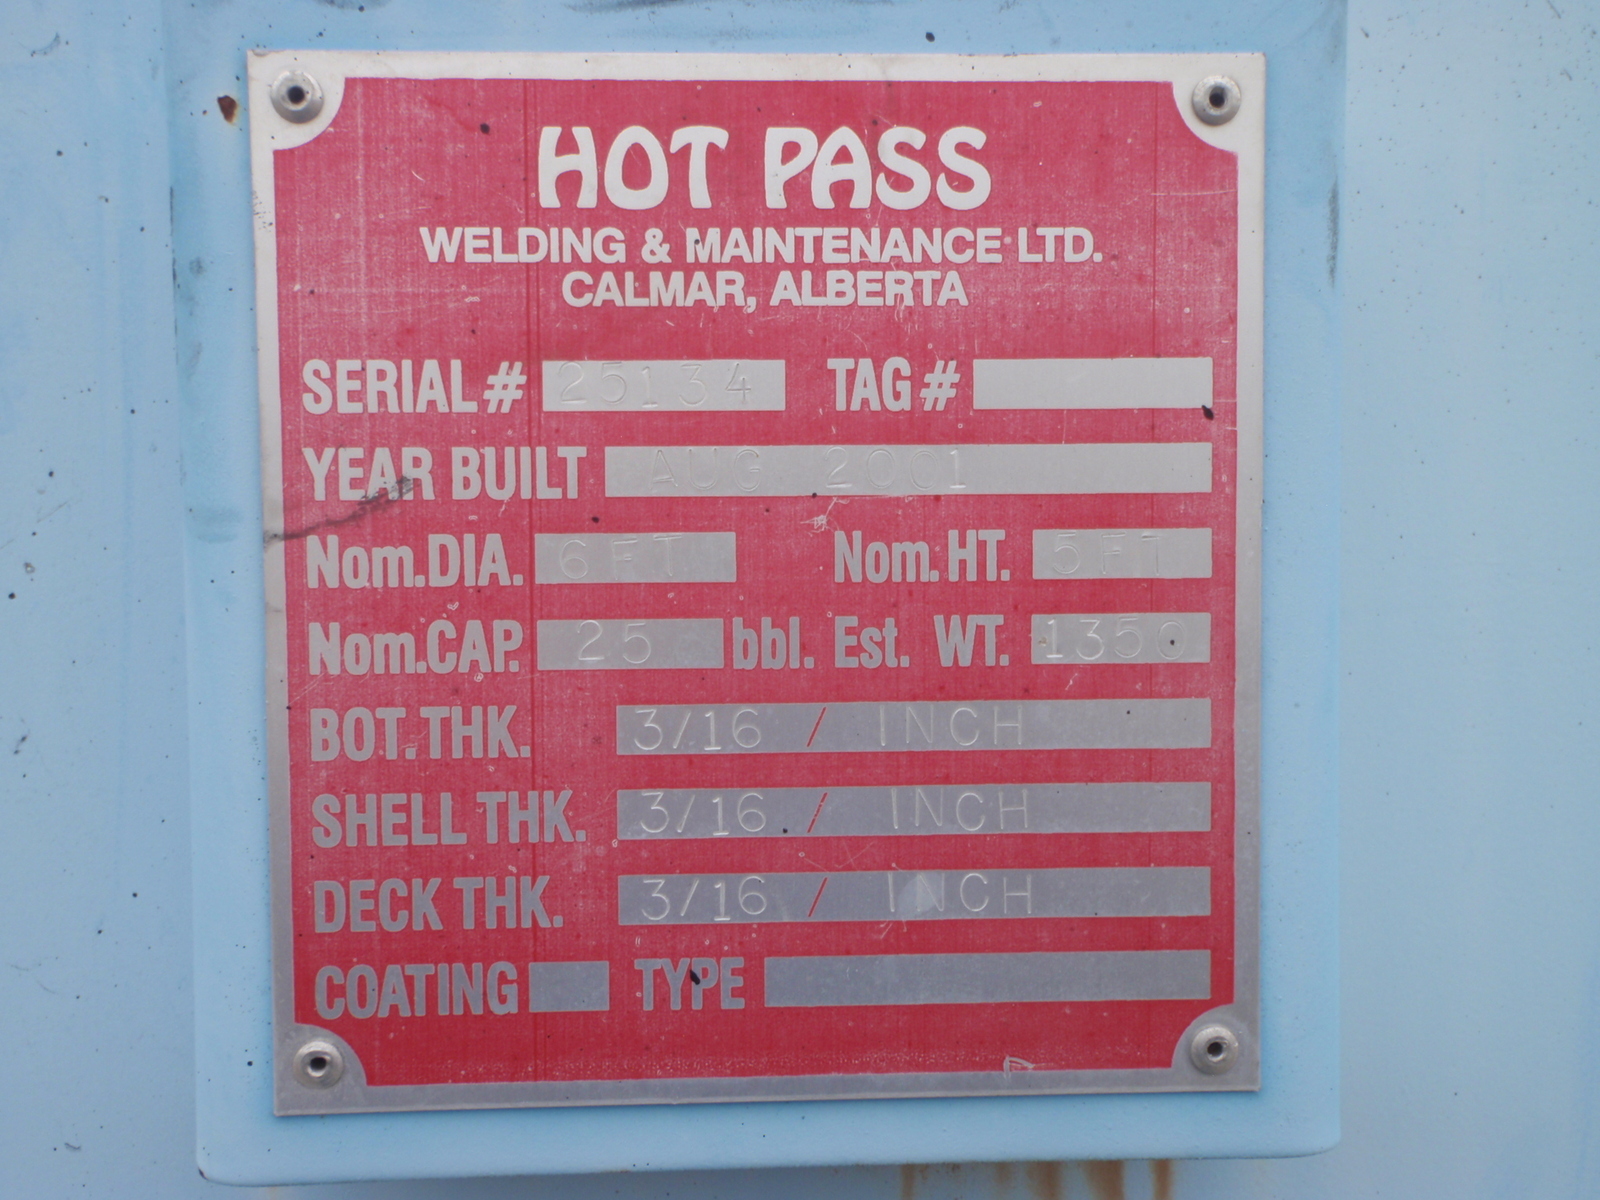 HOT PASS
WELDING & MAINTENANCE LTD.
CALMAR, ALBERTA
SERIAL # 25134 TAG #
YEAR BUILT AUG 2001
Nom.DIA. 6 FT Nom.HT. 5FT
Nom.CAP. 25 bbl. Est. WT. 1350
BOT.THK. 3/16 / INCH
SHELL THK. 3/16 / INCH
DECK THK. 3/16 / INCH
COATING TYPE